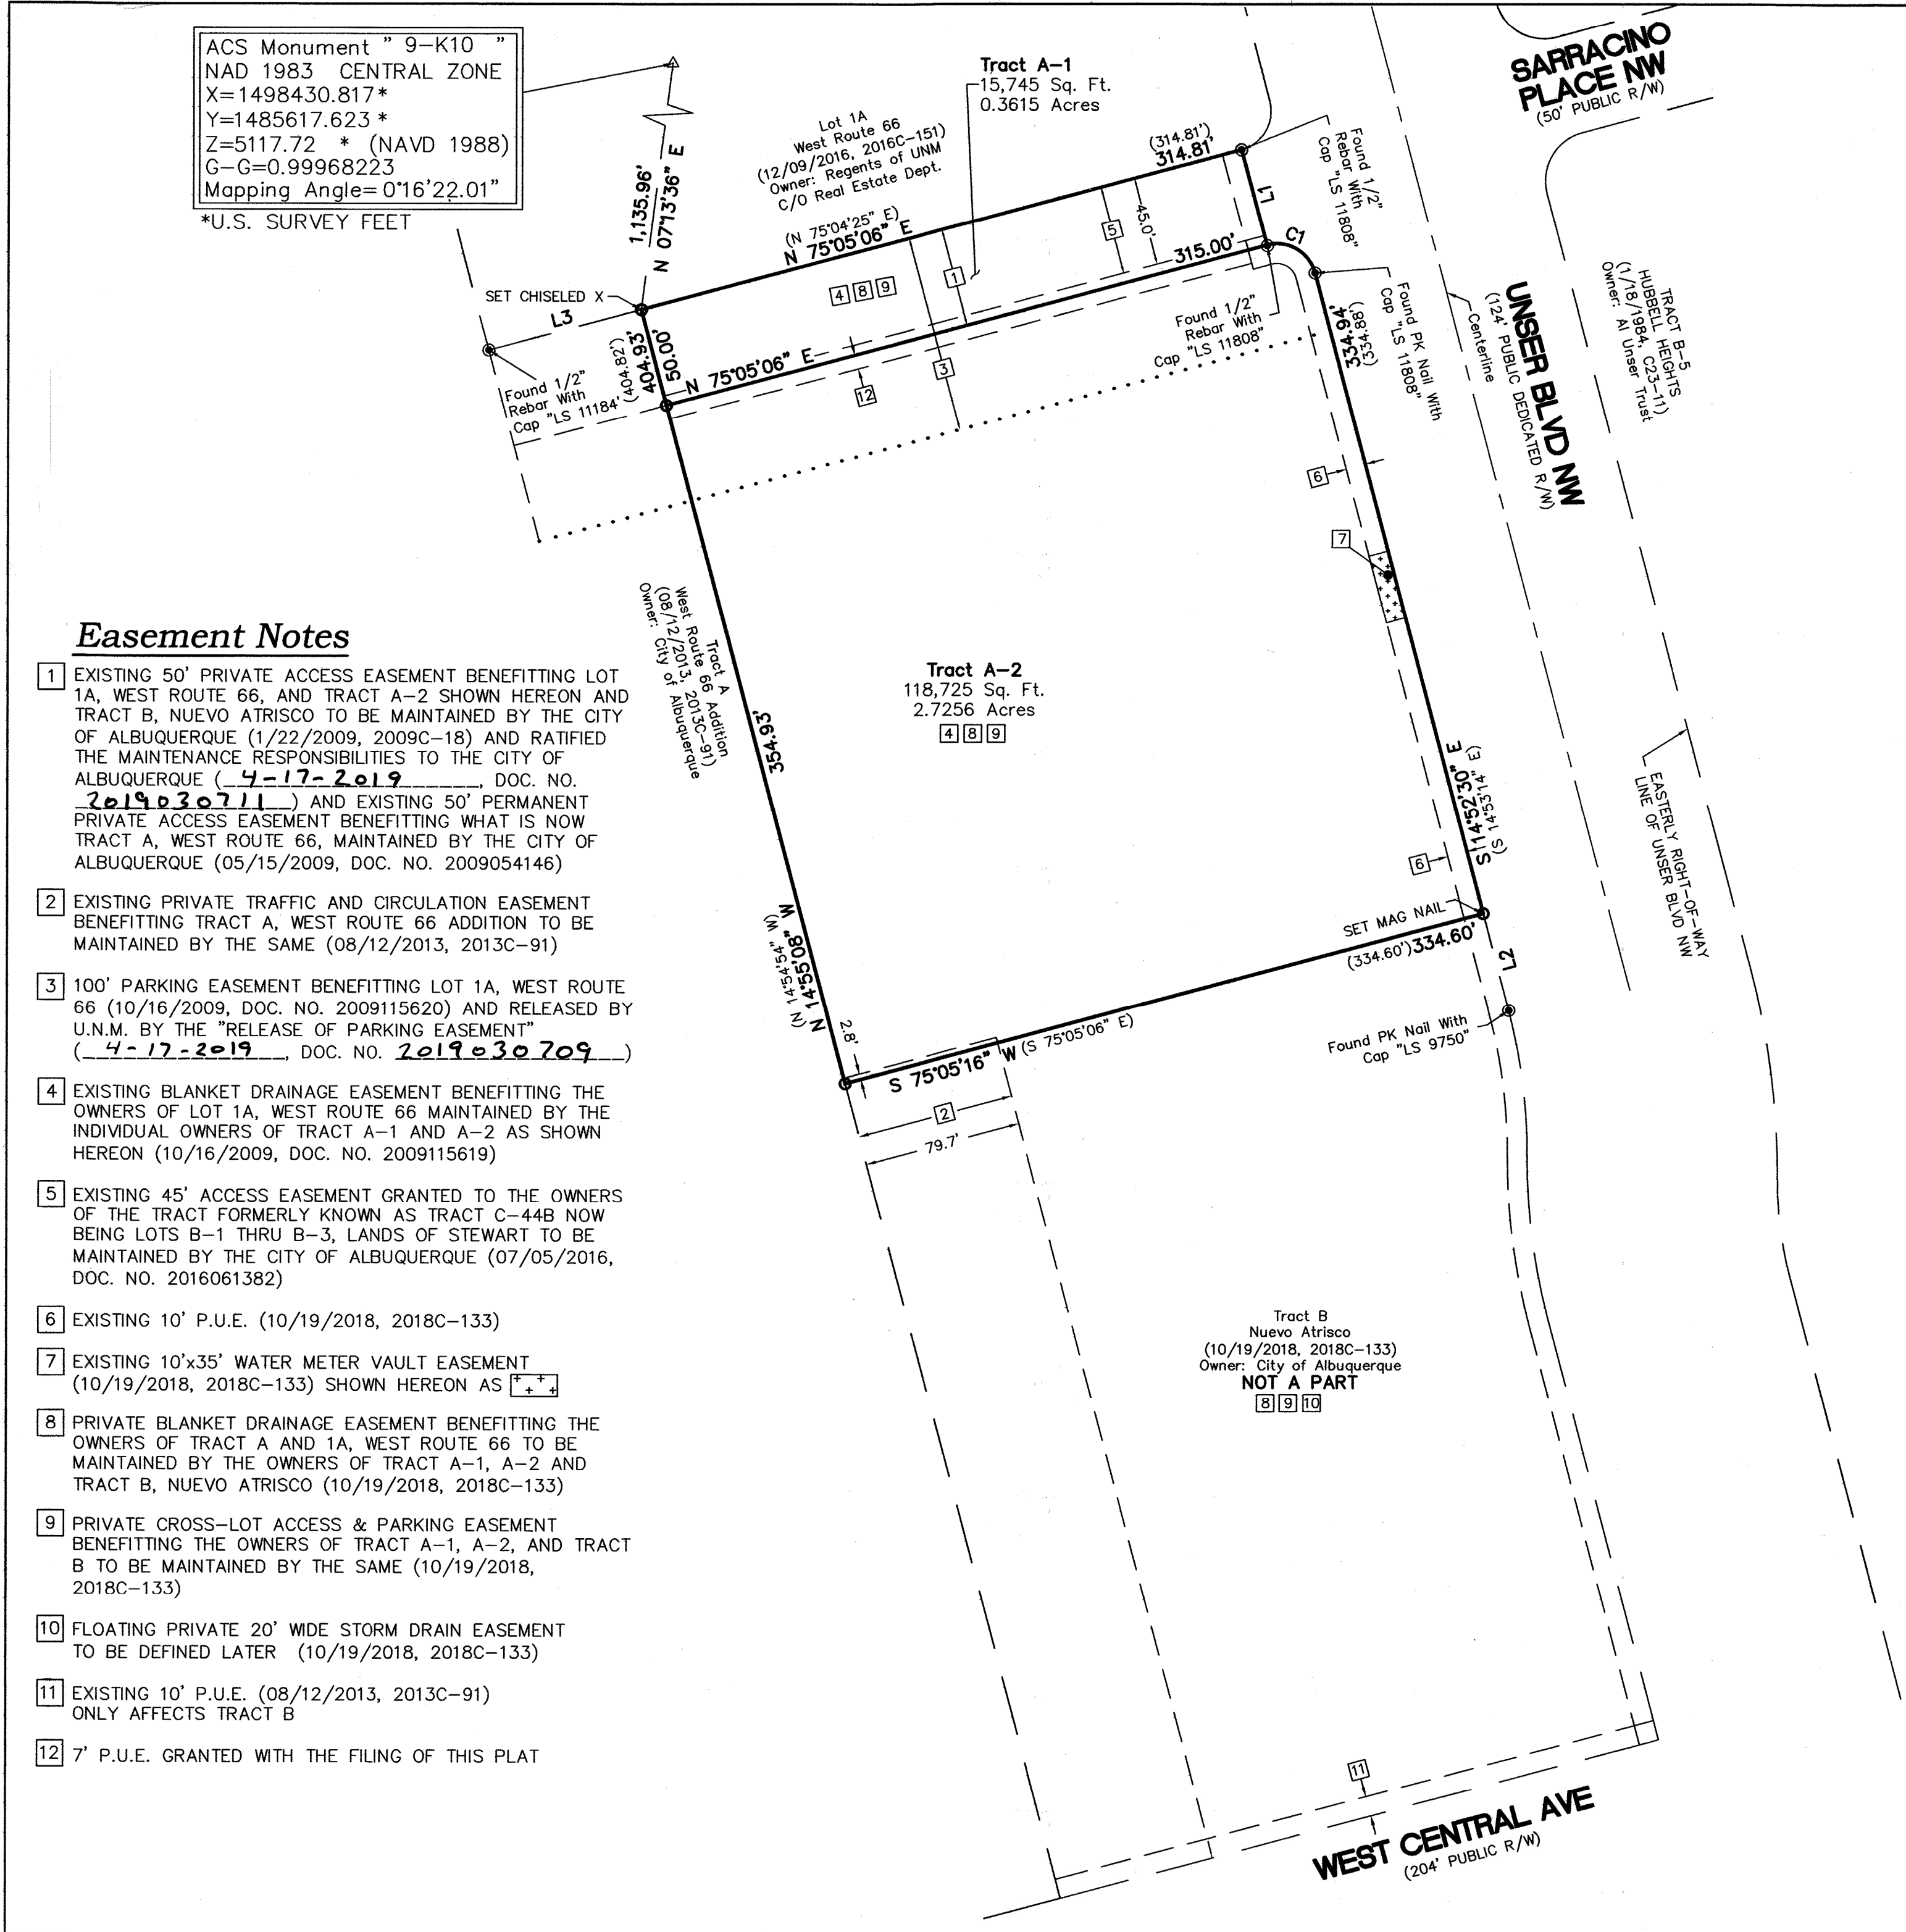 ACS Monument " 9-K10 "
NAD 1983 CENTRAL ZONE
X=1498430.817*
Y=1485617.623 *
Z=5117.72 * (NAVD 1988)
G-G=0.99968223
Mapping Angle= 0°16'22.01"
*U.S. SURVEY FEET
1,135.96'
N 07°13'36" E
Tract A-1
15,745 Sq. Ft.
0.3615 Acres
Lot 1A
West Route 66
(12/09/2016, 2016C-151)
Owner: Regents of UNM
C/O Real Estate Dept.
(N 75°04'25" E)
N 75°05'06" E
(314.81')
314.81'
SARRACINO
PLACE NW
(50' PUBLIC R/W)
Found 1/2"
Rebar With
Cap "LS 11808"
L1
C1
5
45.0'
315.00'
1
4 8 9
SET CHISELED X
L3
Found 1/2"
Rebar With
Cap "LS 11184"
404.93'
(404.82')
50.00'
N 75°05'06" E
12
3
Found 1/2"
Rebar With
Cap "LS 11808"
Found PK Nail With
Cap "LS 11808"
334.94'
(334.88')
Centerline
UNSER BLVD NW
(124' PUBLIC DEDICATED R/W)
TRACT B-5
HUBBELL HEIGHTS
(1/18/1984, C23-11)
Owner: Al Unser Trust
6
7
Tract A
West Route 66 Addition
(08/12/2013, 2013C-91)
Owner: City of Albuquerque
354.93'
Tract A-2
118,725 Sq. Ft.
2.7256 Acres
4 8 9
S 14°52'30" E
(S 14°53'14" E)
6
EASTERLY RIGHT-OF-WAY
LINE OF UNSER BLVD NW
SET MAG NAIL
(334.60') 334.60'
L2
Found PK Nail With
Cap "LS 9750"
N 14°55'08" W
(N 14°54'54" W)
2.8'
S 75°05'16" W (S 75°05'06" E)
2
79.7'
Tract B
Nuevo Atrisco
(10/19/2018, 2018C-133)
Owner: City of Albuquerque
NOT A PART
8 9 10
11
WEST CENTRAL AVE
(204' PUBLIC R/W)
Easement Notes
1 EXISTING 50' PRIVATE ACCESS EASEMENT BENEFITTING LOT
1A, WEST ROUTE 66, AND TRACT A-2 SHOWN HEREON AND
TRACT B, NUEVO ATRISCO TO BE MAINTAINED BY THE CITY
OF ALBUQUERQUE (1/22/2009, 2009C-18) AND RATIFIED
THE MAINTENANCE RESPONSIBILITIES TO THE CITY OF
ALBUQUERQUE (4-17-2019, DOC. NO.
2019030711) AND EXISTING 50' PERMANENT
PRIVATE ACCESS EASEMENT BENEFITTING WHAT IS NOW
TRACT A, WEST ROUTE 66, MAINTAINED BY THE CITY OF
ALBUQUERQUE (05/15/2009, DOC. NO. 2009054146)
2 EXISTING PRIVATE TRAFFIC AND CIRCULATION EASEMENT
BENEFITTING TRACT A, WEST ROUTE 66 ADDITION TO BE
MAINTAINED BY THE SAME (08/12/2013, 2013C-91)
3 100' PARKING EASEMENT BENEFITTING LOT 1A, WEST ROUTE
66 (10/16/2009, DOC. NO. 2009115620) AND RELEASED BY
U.N.M. BY THE "RELEASE OF PARKING EASEMENT"
(4-17-2019, DOC. NO. 2019030709)
4 EXISTING BLANKET DRAINAGE EASEMENT BENEFITTING THE
OWNERS OF LOT 1A, WEST ROUTE 66 MAINTAINED BY THE
INDIVIDUAL OWNERS OF TRACT A-1 AND A-2 AS SHOWN
HEREON (10/16/2009, DOC. NO. 2009115619)
5 EXISTING 45' ACCESS EASEMENT GRANTED TO THE OWNERS
OF THE TRACT FORMERLY KNOWN AS TRACT C-44B NOW
BEING LOTS B-1 THRU B-3, LANDS OF STEWART TO BE
MAINTAINED BY THE CITY OF ALBUQUERQUE (07/05/2016,
DOC. NO. 2016061382)
6 EXISTING 10' P.U.E. (10/19/2018, 2018C-133)
7 EXISTING 10'x35' WATER METER VAULT EASEMENT
(10/19/2018, 2018C-133) SHOWN HEREON AS
8 PRIVATE BLANKET DRAINAGE EASEMENT BENEFITTING THE
OWNERS OF TRACT A AND 1A, WEST ROUTE 66 TO BE
MAINTAINED BY THE OWNERS OF TRACT A-1, A-2 AND
TRACT B, NUEVO ATRISCO (10/19/2018, 2018C-133)
9 PRIVATE CROSS-LOT ACCESS & PARKING EASEMENT
BENEFITTING THE OWNERS OF TRACT A-1, A-2, AND TRACT
B TO BE MAINTAINED BY THE SAME (10/19/2018,
2018C-133)
10 FLOATING PRIVATE 20' WIDE STORM DRAIN EASEMENT
TO BE DEFINED LATER (10/19/2018, 2018C-133)
11 EXISTING 10' P.U.E. (08/12/2013, 2013C-91)
ONLY AFFECTS TRACT B
12 7' P.U.E. GRANTED WITH THE FILING OF THIS PLAT